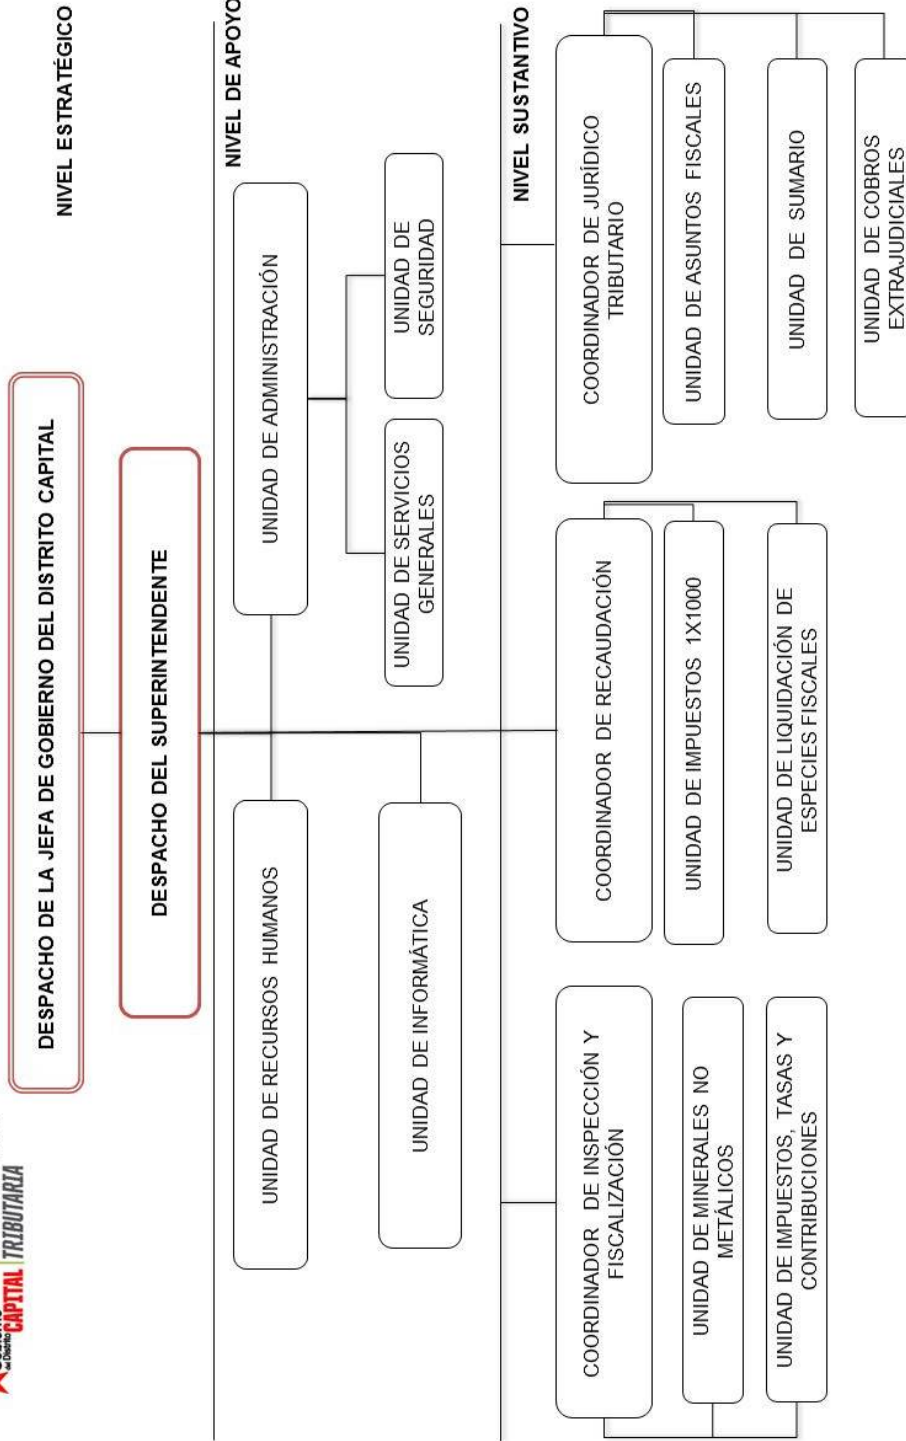 del Distrito
CAPITAL | TRIBUTARIA
NIVEL ESTRATÉGICO
DESPACHO DE LA JEFA DE GOBIERNO DEL DISTRITO CAPITAL
DESPACHO DEL SUPERINTENDENTE
NIVEL DE APOYO
UNIDAD DE RECURSOS HUMANOS
UNIDAD DE ADMINISTRACIÓN
UNIDAD DE INFORMÁTICA
UNIDAD DE SERVICIOS
GENERALES
UNIDAD DE
SEGURIDAD
NIVEL SUSTANTIVO
COORDINADOR DE INSPECCIÓN Y
FISCALIZACIÓN
UNIDAD DE MINERALES NO
METÁLICOS
UNIDAD DE IMPUESTOS, TASAS Y
CONTRIBUCIONES
COORDINADOR DE RECAUDACIÓN
UNIDAD DE IMPUESTOS 1X1000
UNIDAD DE LIQUIDACIÓN DE
ESPECIES FISCALES
COORDINADOR DE JURÍDICO
TRIBUTARIO
UNIDAD DE ASUNTOS FISCALES
UNIDAD DE SUMARIO
UNIDAD DE COBROS
EXTRAJUDICIALES